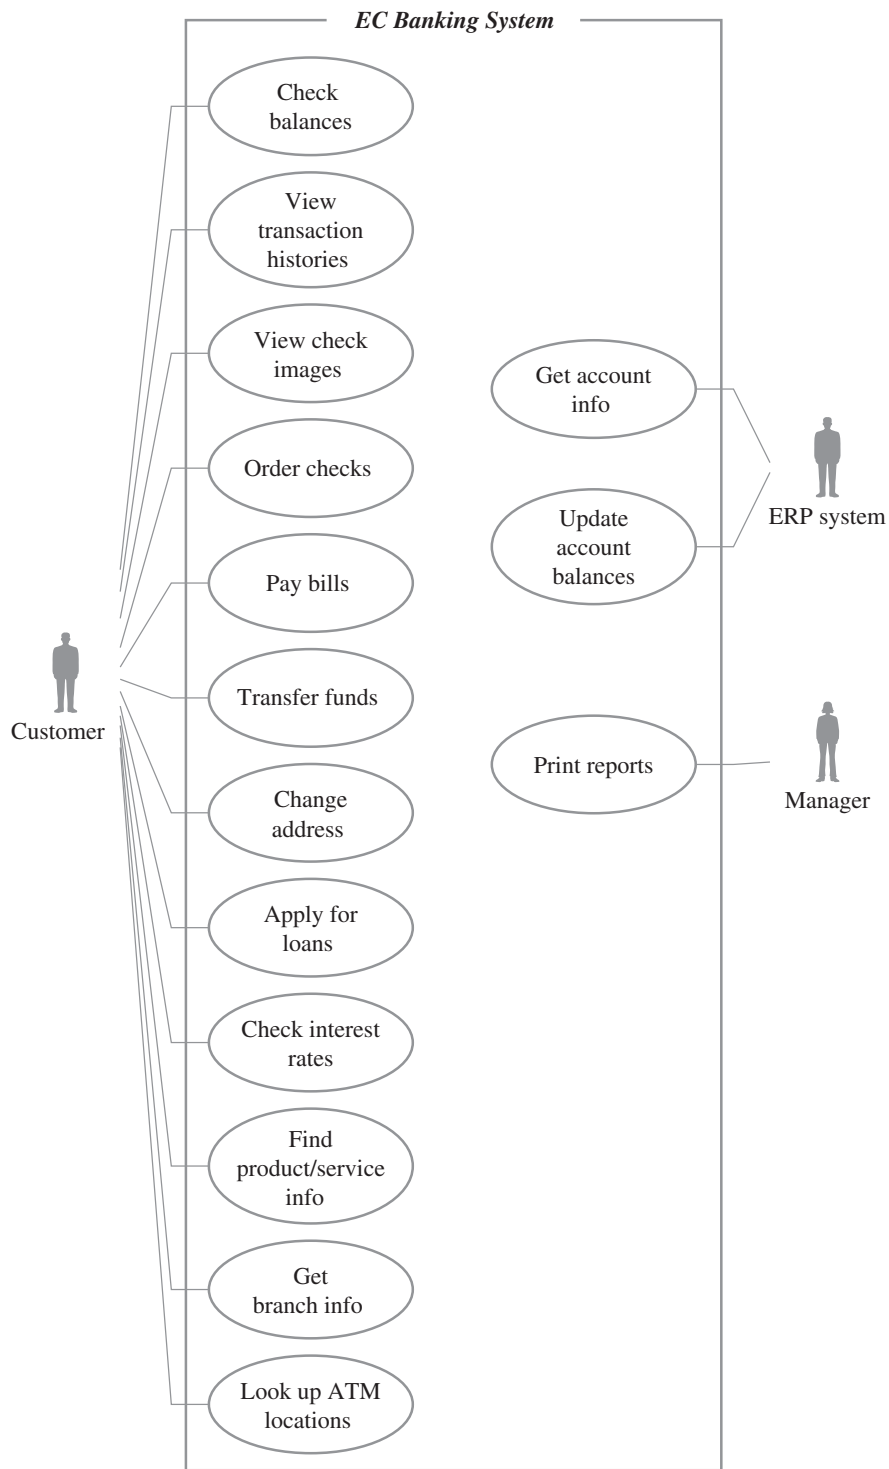 EC Banking System
Check
balances
View
transaction
histories
View check
images
Order checks
Pay bills
Transfer funds
Change
address
Apply for
loans
Check interest
rates
Find
product/service
info
Get
branch info
Look up ATM
locations
Customer
Get account
info
Update
account
balances
Print reports
ERP system
Manager